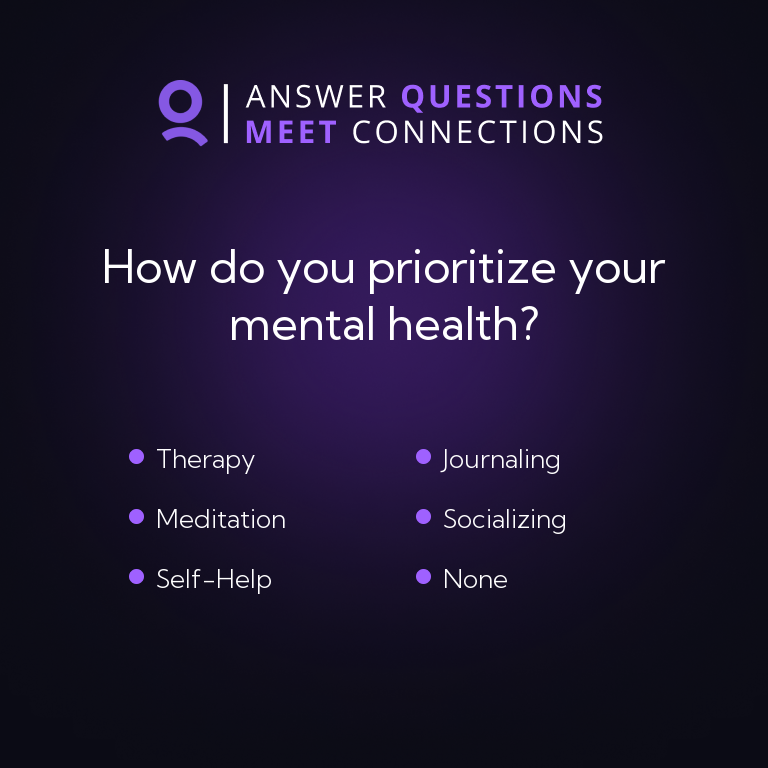 ANSWER QUESTIONS
MEET CONNECTIONS
How do you prioritize your
mental health?
Therapy
Meditation
Self-Help
Journaling
Socializing
None